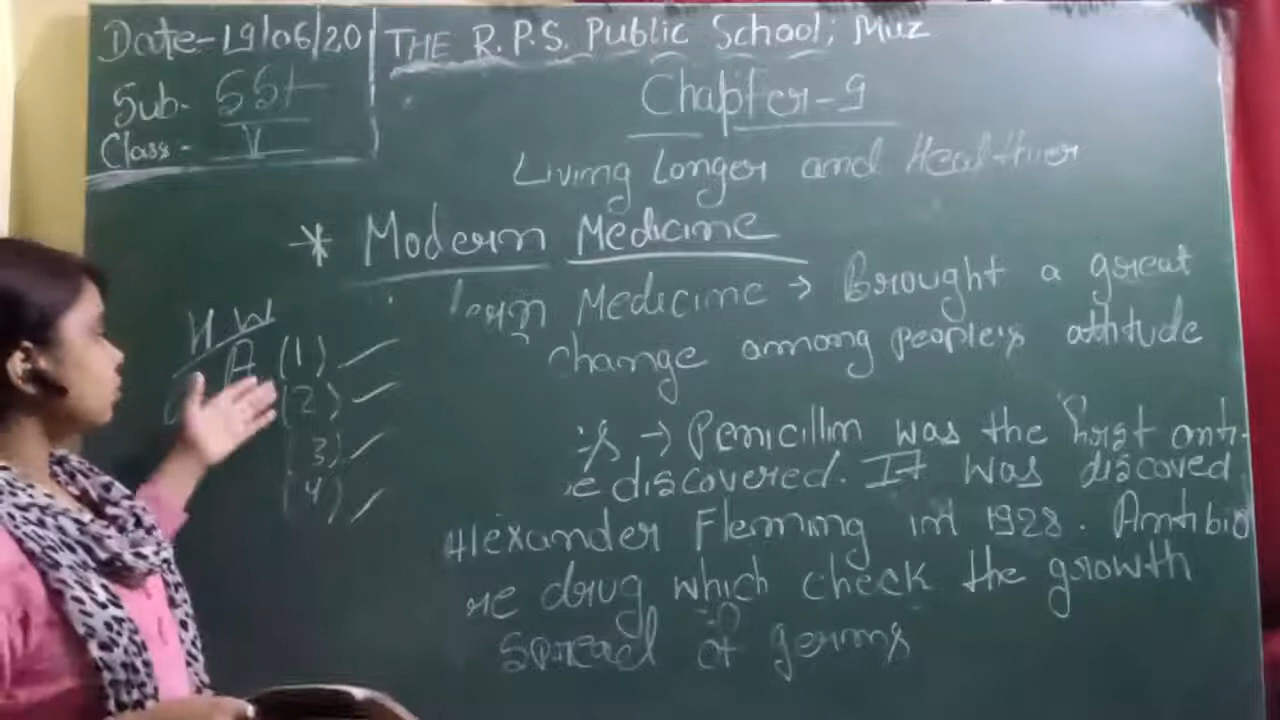 Date-19/06/20
Sub- SSt
Class- V
THE R.P.S. Public School, Muz
Chapter-9
Living Longer and Healthier
* Modern Medicine
Medicine → Brought a great
change among people's attitude
→ Penicillin was the first anti-
e discovered. It was discoved
Alexander Fleming in 1928. Antibio
re drug which check the growth
spread of germs
H.W
A (1)
(2)
(3)
(4)